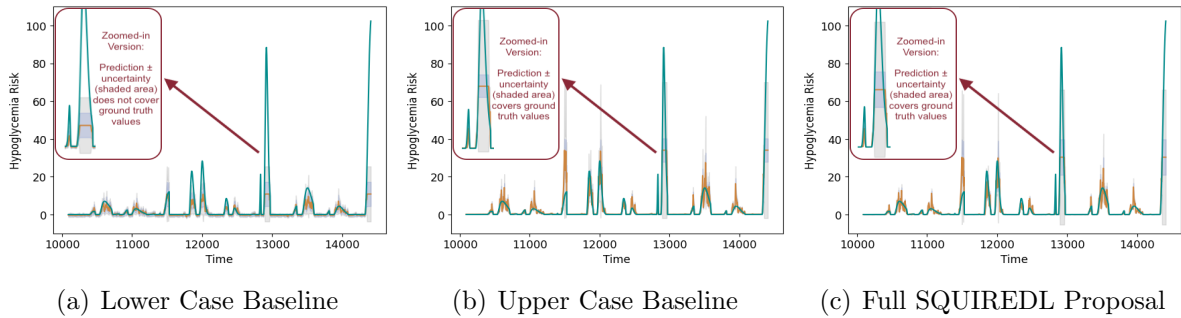 100
80
60
40
20
0
Hypoglycemia Risk
10000
11000
12000
13000
14000
Time
Zoomed-in
Version:
Prediction ±
uncertainty
(shaded area)
does not cover
ground truth
values
(a) Lower Case Baseline
100
80
60
40
20
0
Hypoglycemia Risk
10000
11000
12000
13000
14000
Time
Zoomed-in
Version:
Prediction ±
uncertainty
(shaded area)
covers ground
truth values
(b) Upper Case Baseline
100
80
60
40
20
0
Hypoglycemia Risk
10000
11000
12000
13000
14000
Time
Zoomed-in
Version:
Prediction ±
uncertainty
(shaded area)
covers ground
truth values
(c) Full SQUIREDL Proposal